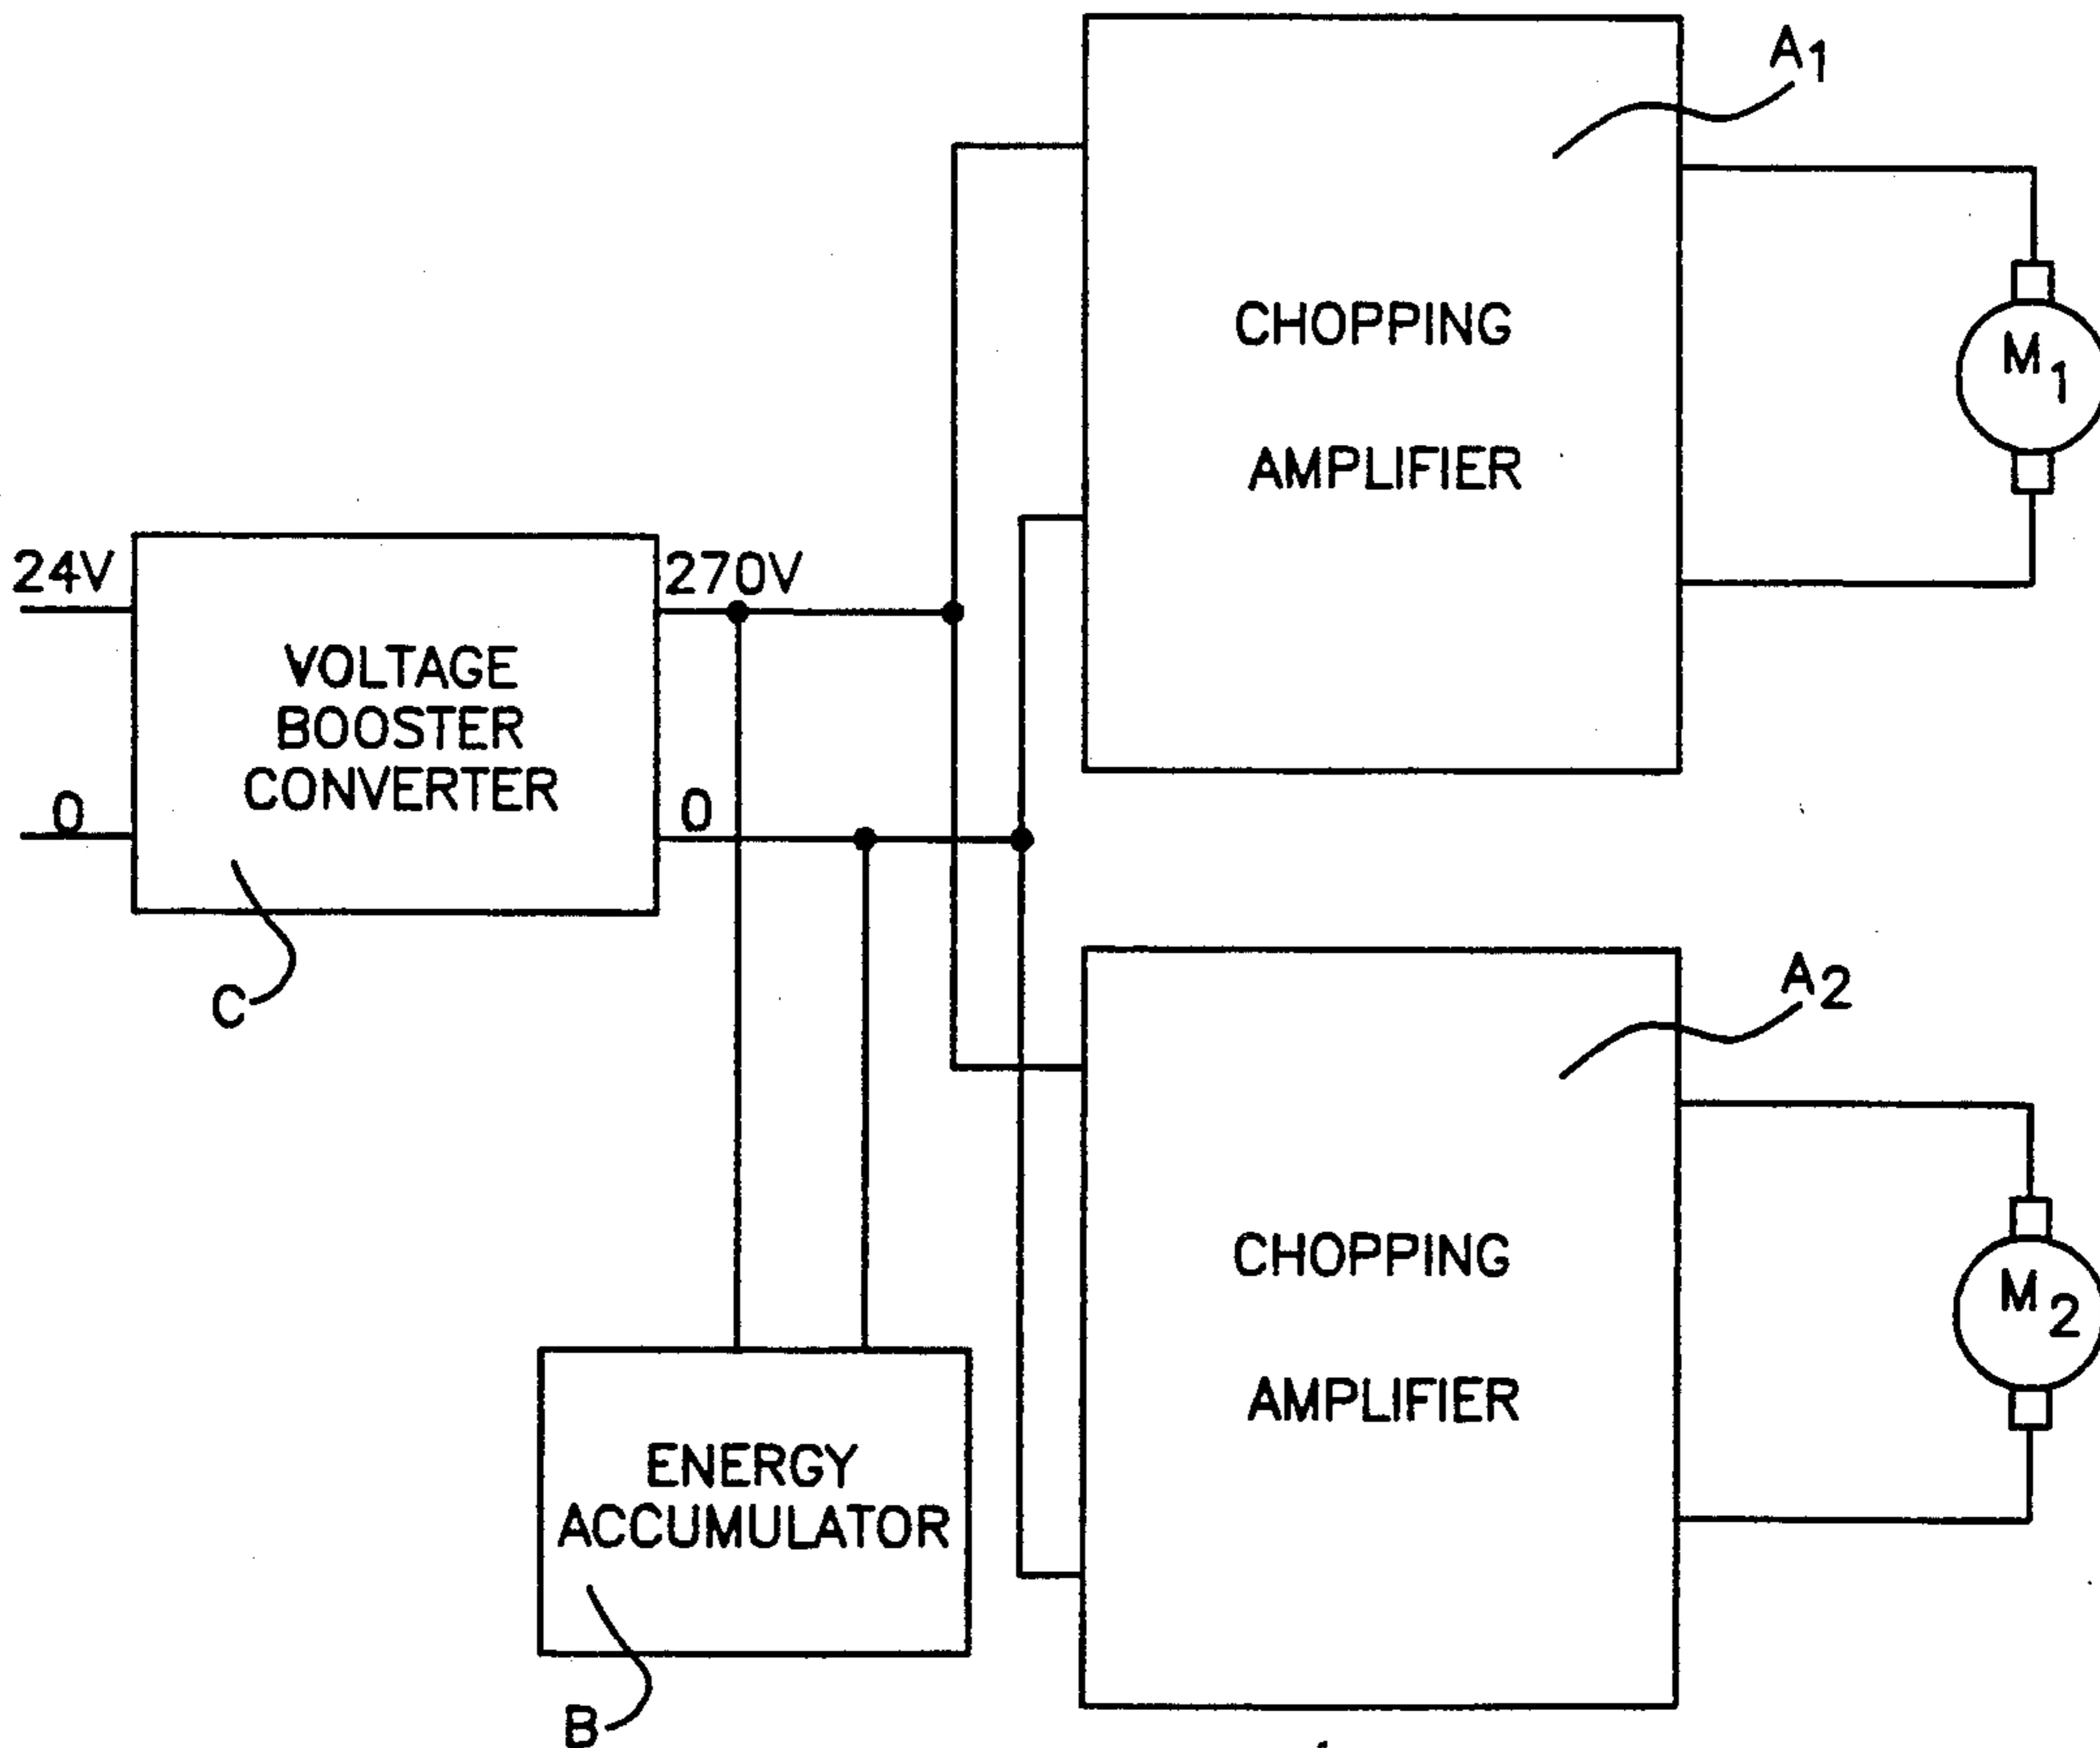 A1
CHOPPING
AMPLIFIER
M1
24V
270V
VOLTAGE
BOOSTER
CONVERTER
0
0
C
A2
CHOPPING
AMPLIFIER
M2
ENERGY
ACCUMULATOR
B